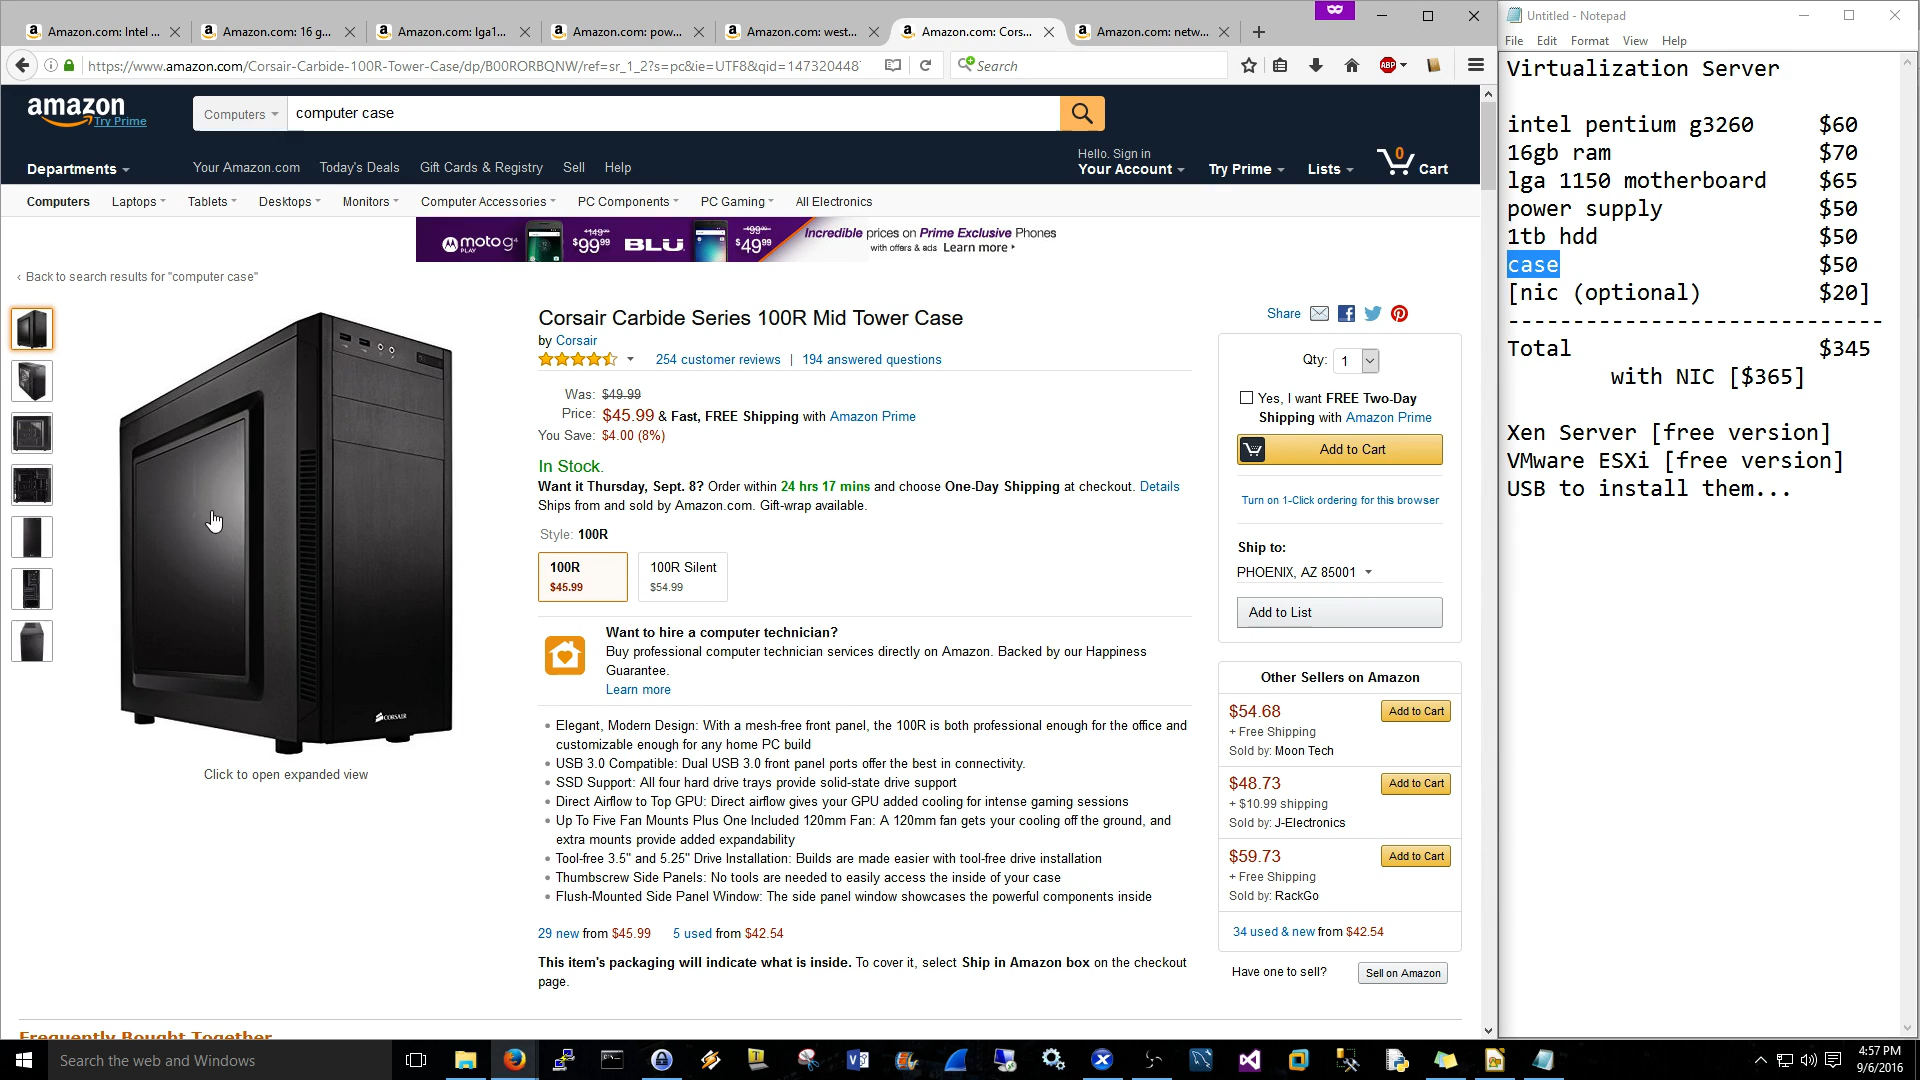 Amazon.com: Intel ...
Amazon.com: 16 g...
Amazon.com: lga1...
Amazon.com: pow...
Amazon.com: west...
Amazon.com: Cors...
Amazon.com: netw...
https://www.amazon.com/Corsair-Carbide-100R-Tower-Case/dp/B00RORBQNW/ref=sr_1_2?s=pc&ie=UTF8&qid=147320448
Search
ABP
amazon
Try Prime
Computers
computer case
Departments
Your Amazon.com
Today's Deals
Gift Cards & Registry
Sell
Help
Hello. Sign in
Your Account
Try Prime
Lists
0
Cart
Computers
Laptops
Tablets
Desktops
Monitors
Computer Accessories
PC Components
PC Gaming
All Electronics
moto g4
PLAY
$149.99
$99.99
BLU
$99.99
$49.99
Incredible prices on Prime Exclusive Phones
with offers & ads Learn more ›
‹ Back to search results for "computer case"
CORSAIR
Click to open expanded view
Corsair Carbide Series 100R Mid Tower Case
by Corsair
254 customer reviews | 194 answered questions
Was: $49.99
Price: $45.99 & Fast, FREE Shipping with Amazon Prime
You Save: $4.00 (8%)
In Stock.
Want it Thursday, Sept. 8? Order within 24 hrs 17 mins and choose One-Day Shipping at checkout. Details
Ships from and sold by Amazon.com. Gift-wrap available.
Style: 100R
100R
$45.99
100R Silent
$54.99
Want to hire a computer technician?
Buy professional computer technician services directly on Amazon. Backed by our Happiness
Guarantee.
Learn more
• Elegant, Modern Design: With a mesh-free front panel, the 100R is both professional enough for the office and
customizable enough for any home PC build
• USB 3.0 Compatible: Dual USB 3.0 front panel ports offer the best in connectivity.
• SSD Support: All four hard drive trays provide solid-state drive support
• Direct Airflow to Top GPU: Direct airflow gives your GPU added cooling for intense gaming sessions
• Up To Five Fan Mounts Plus One Included 120mm Fan: A 120mm fan gets your cooling off the ground, and
extra mounts provide added expandability
• Tool-free 3.5" and 5.25" Drive Installation: Builds are made easier with tool-free drive installation
• Thumbscrew Side Panels: No tools are needed to easily access the inside of your case
• Flush-Mounted Side Panel Window: The side panel window showcases the powerful components inside
29 new from $45.99 5 used from $42.54
This item's packaging will indicate what is inside. To cover it, select Ship in Amazon box on the checkout
page.
Frequently Bought Together
Share
Qty: 1
Yes, I want FREE Two-Day
Shipping with Amazon Prime
Add to Cart
Turn on 1-Click ordering for this browser
Ship to:
PHOENIX, AZ 85001
Add to List
Other Sellers on Amazon
$54.68
Add to Cart
+ Free Shipping
Sold by: Moon Tech
$48.73
Add to Cart
+ $10.99 shipping
Sold by: J-Electronics
$59.73
Add to Cart
+ Free Shipping
Sold by: RackGo
34 used & new from $42.54
Have one to sell?
Sell on Amazon
Untitled - Notepad
File Edit Format View Help
Virtualization Server
intel pentium g3260 $60
16gb ram $70
lga 1150 motherboard $65
power supply $50
1tb hdd $50
case $50
[nic (optional) $20]
-----------------------------
Total $345
with NIC [$365]
Xen Server [free version]
VMware ESXi [free version]
USB to install them...
Search the web and Windows
4:57 PM
9/6/2016